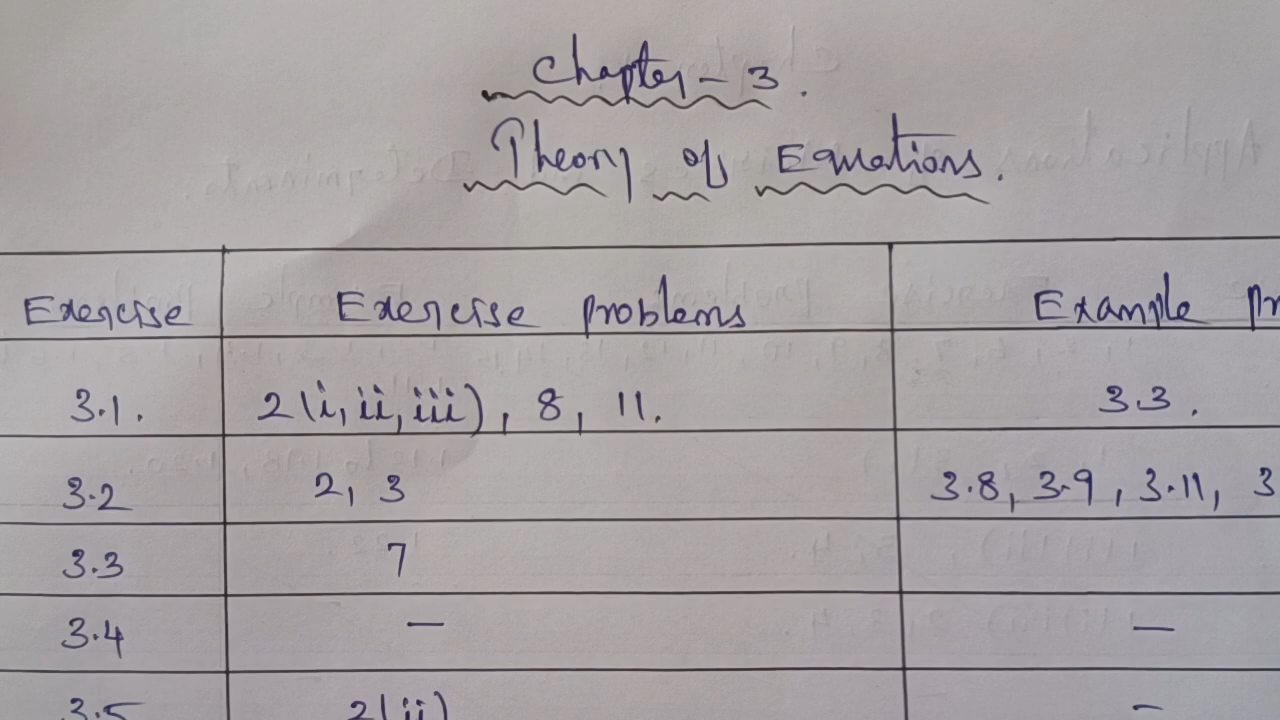 Chapter - 3.
Theory of Equations.
Exercise Exercise problems Example pr
3.1. 2(i, ii, iii), 8, 11. 3.3.
3.2 2, 3 3.8, 3.9, 3.11, 3
3.3 7
3.4 — —
3.5 2(ii) —